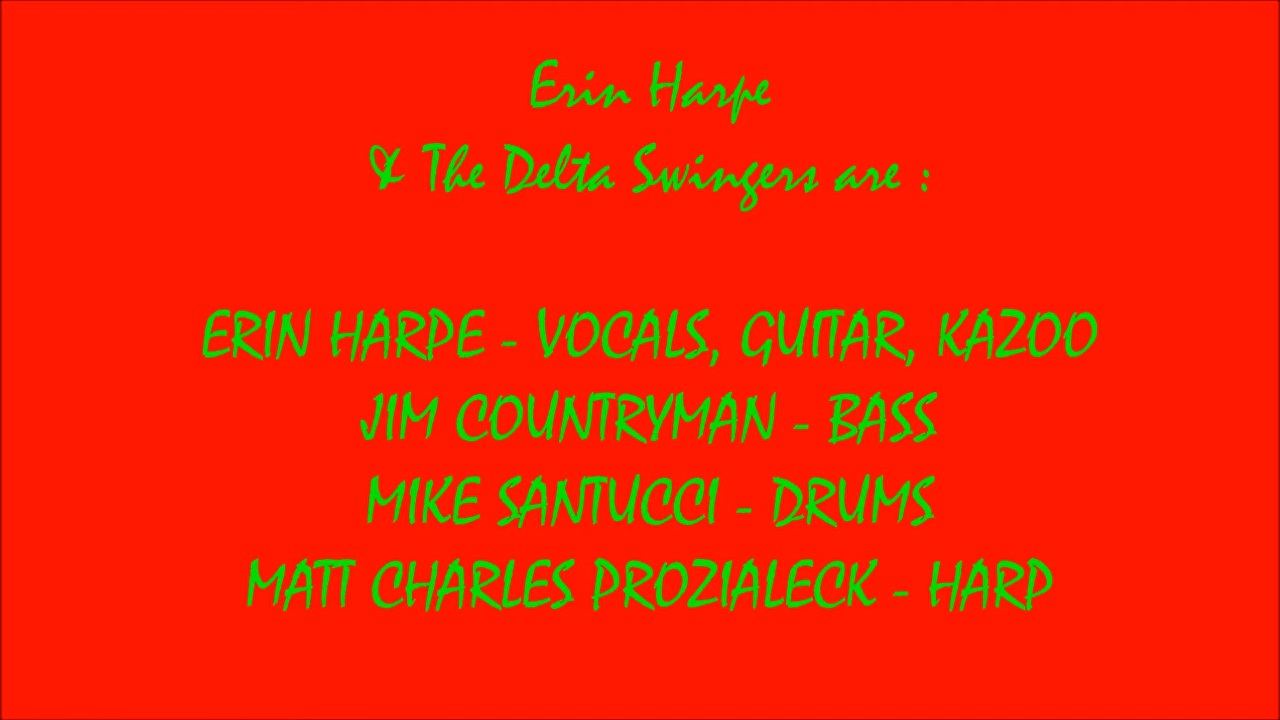 Erin Harpe
& The Delta Swingers are :
ERIN HARPE - VOCALS, GUITAR, KAZOO
JIM COUNTRYMAN - BASS
MIKE SANTUCCI - DRUMS
MATT CHARLES PROZIALECK - HARP